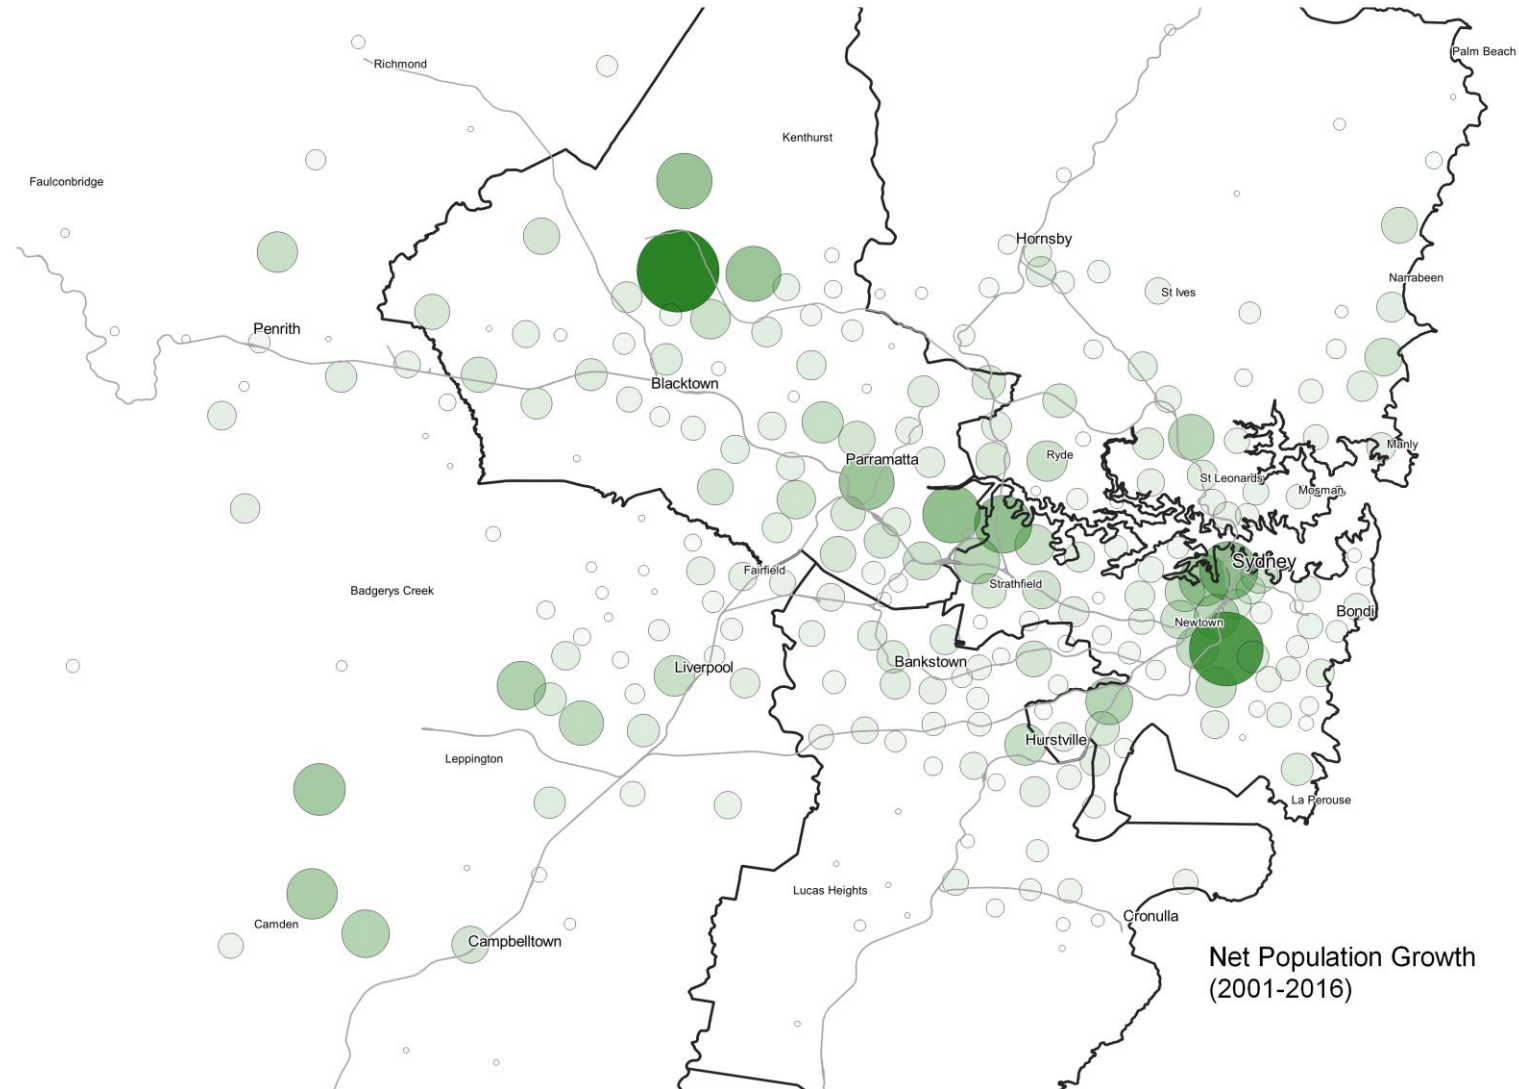 Palm Beach
Richmond
Kenthurst
Faulconbridge
Hornsby
Narrabeen
St Ives
Penrith
Blacktown
Manly
Parramatta
Ryde
St Leonards
Mosman
Sydney
Fairfield
Strathfield
Badgerys Creek
Bondi
Newtown
Bankstown
Liverpool
Hurstville
Leppington
La Perouse
Lucas Heights
Cronulla
Camden
Campbelltown
Net Population Growth
(2001-2016)